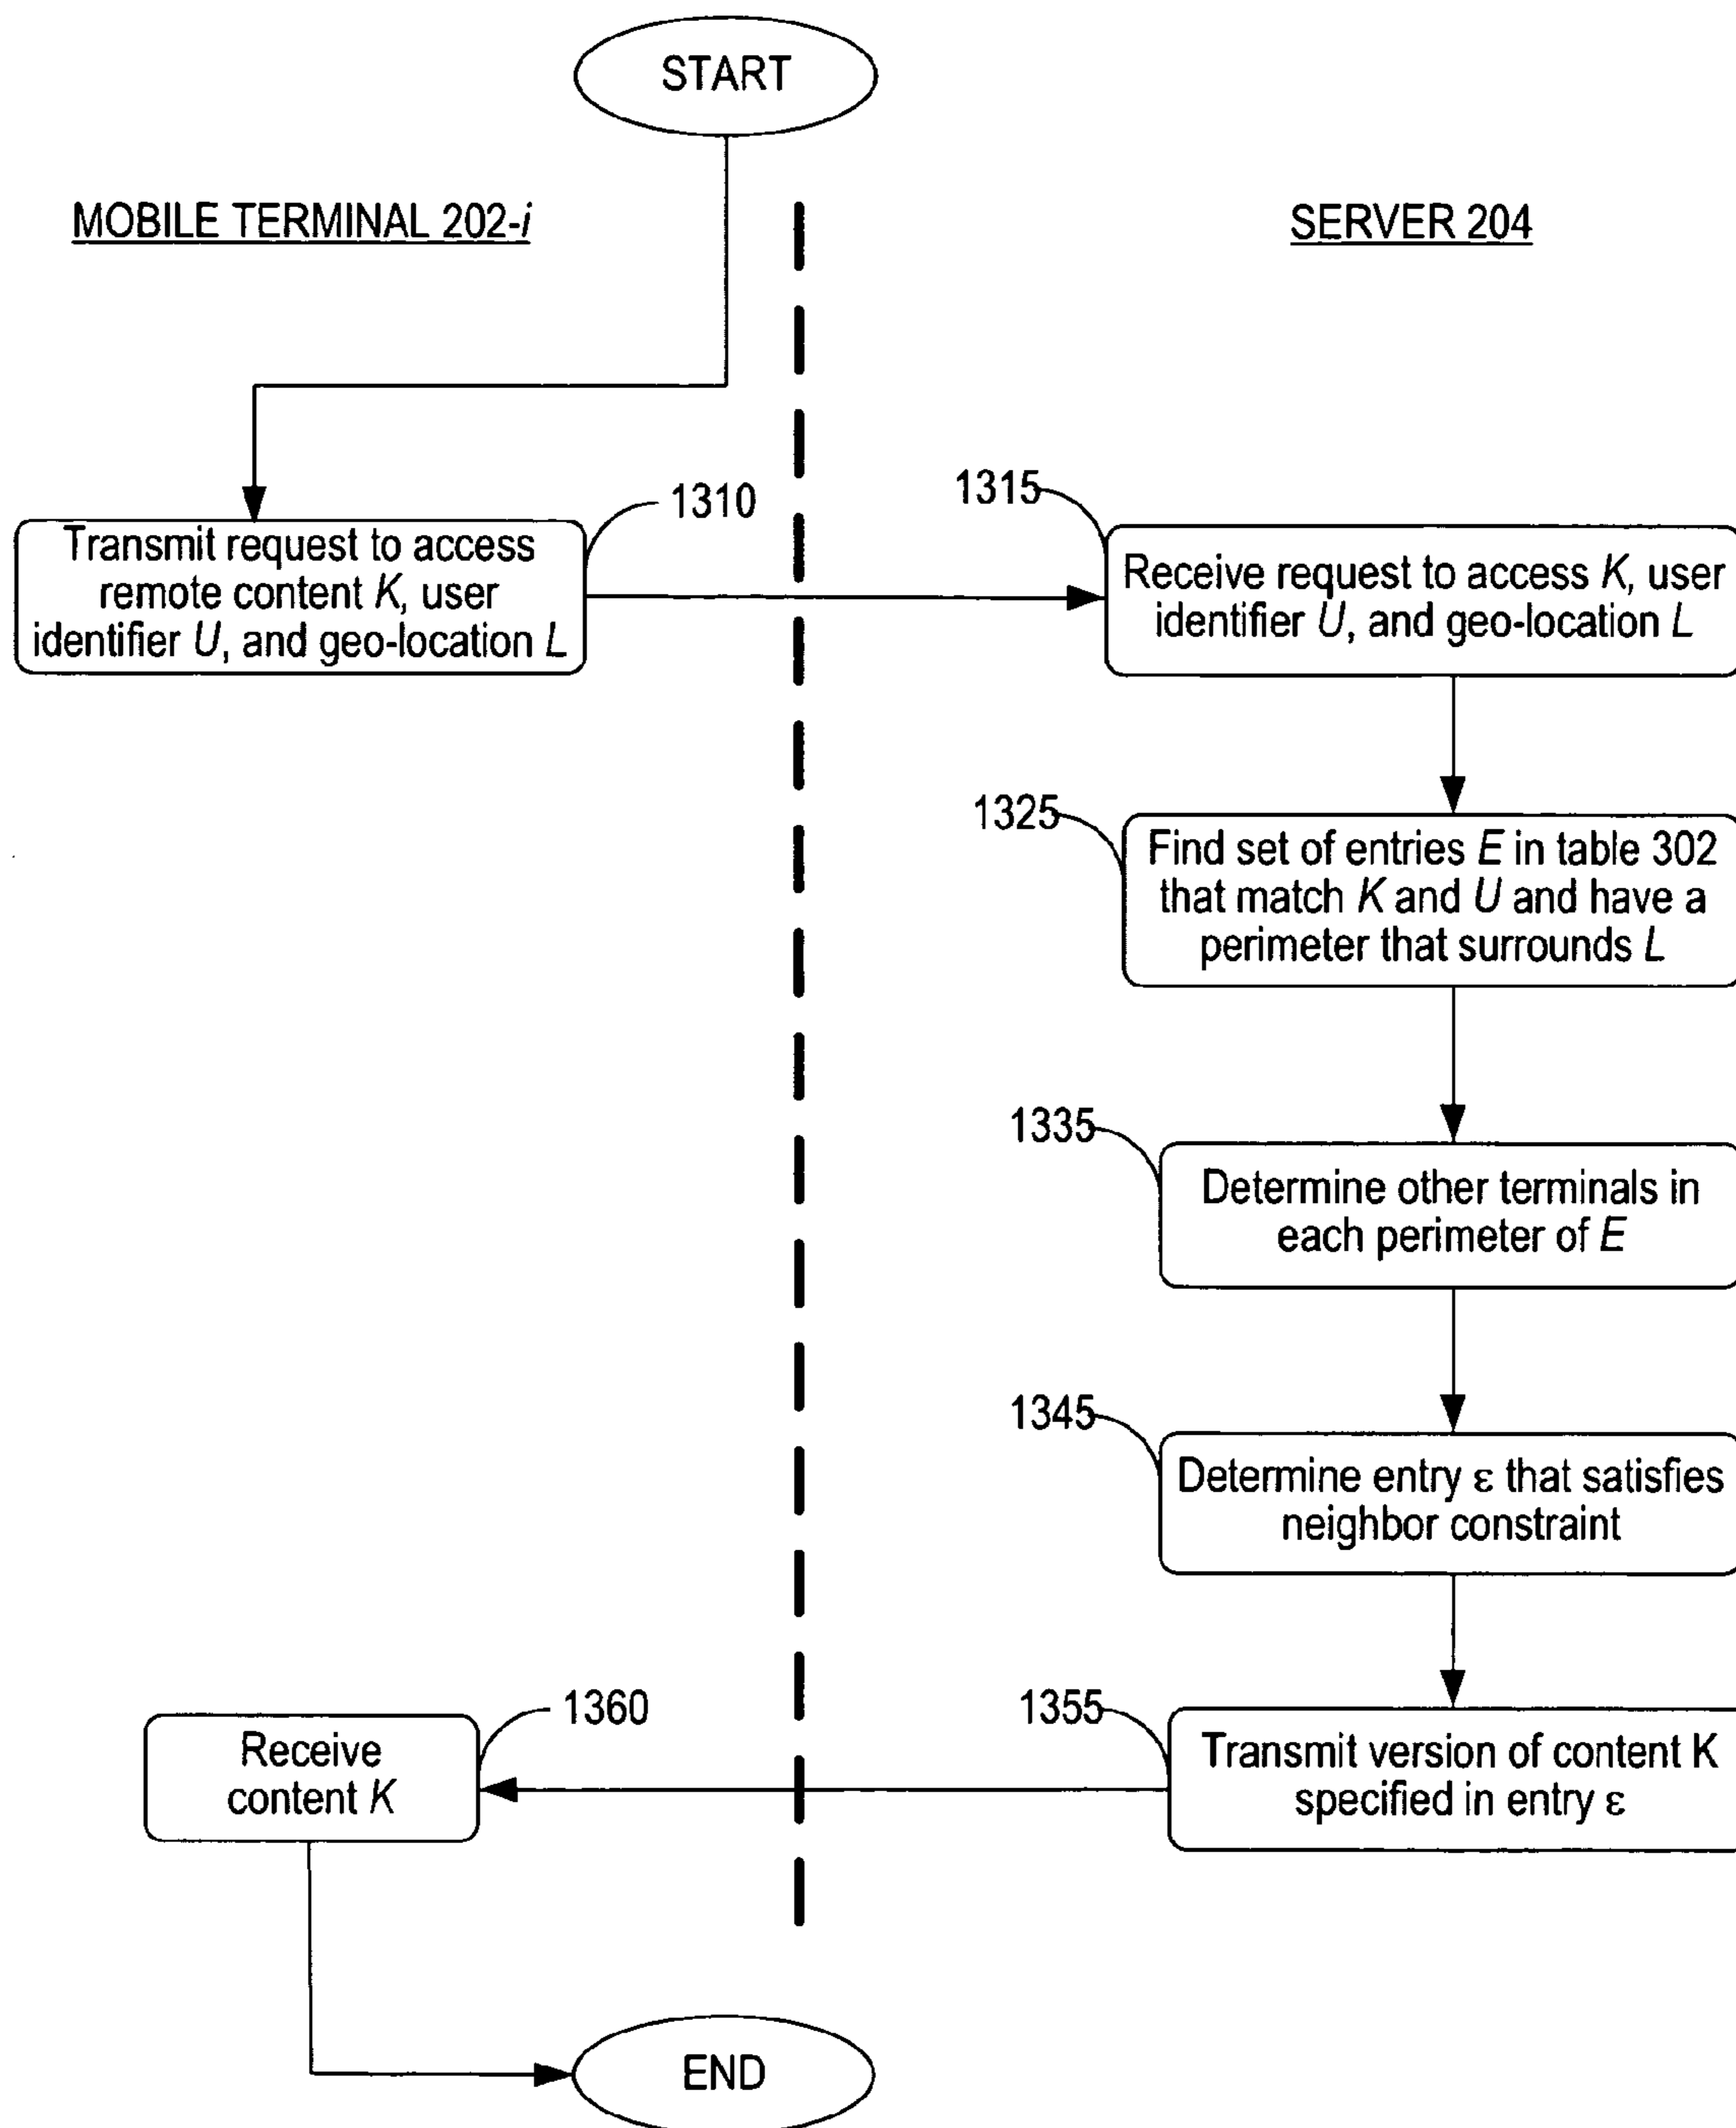 START
MOBILE TERMINAL 202-i
SERVER 204
1310
1315
Transmit request to access
remote content K, user
identifier U, and geo-location L
Receive request to access K, user
identifier U, and geo-location L
1325
Find set of entries E in table 302
that match K and U and have a
perimeter that surrounds L
1335
Determine other terminals in
each perimeter of E
1345
Determine entry ε that satisfies
neighbor constraint
1360
1355
Receive
content K
Transmit version of content K
specified in entry ε
END